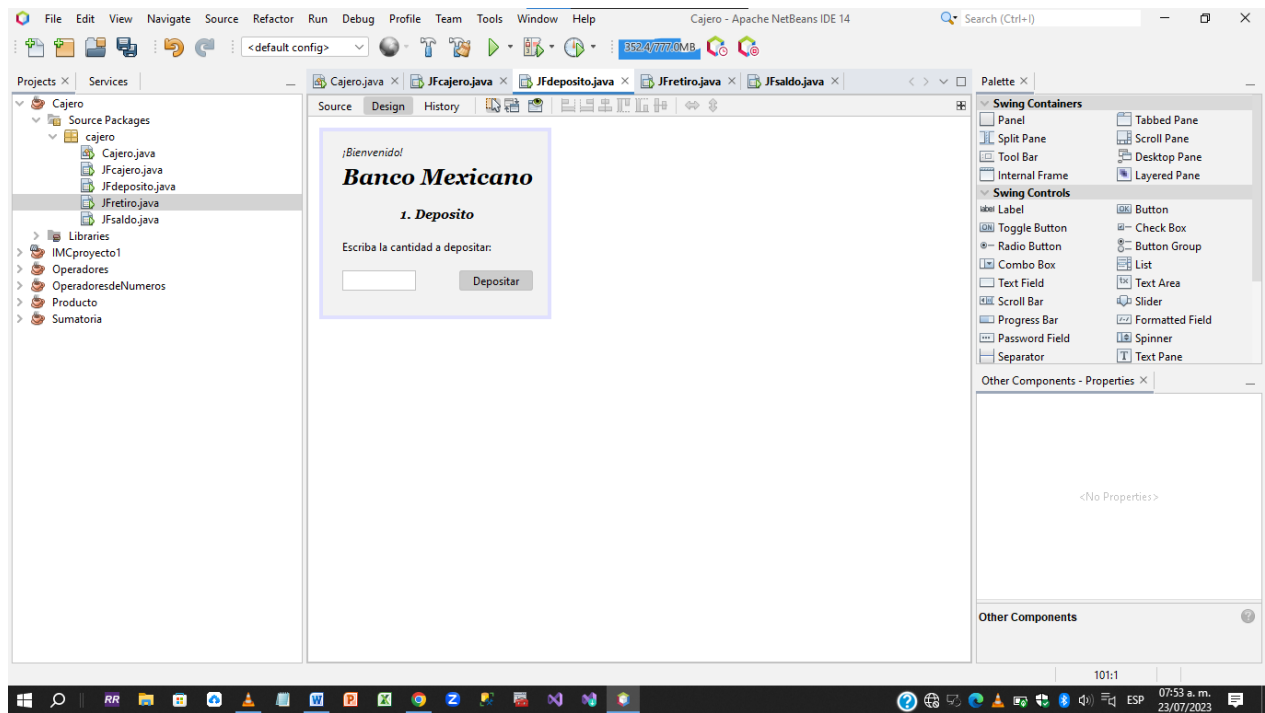 File Edit View Navigate Source Refactor Run Debug Profile Team Tools Window Help Cajero - Apache NetBeans IDE 14 Search (Ctrl+I)
<default config> 352.4/777.0MB
Projects Services
Cajero.java JFcajero.java JFdeposito.java JFretiro.java JFsaldo.java
Palette
Source Design History
Cajero
Source Packages
cajero
Cajero.java
JFcajero.java
JFdeposito.java
JFretiro.java
JFsaldo.java
Libraries
IMCproyecto1
Operadores
OperadoresdeNumeros
Producto
Sumatoria
¡Bienvenido!
Banco Mexicano
1. Deposito
Escriba la cantidad a depositar:
Depositar
Swing Containers
Panel Tabbed Pane
Split Pane Scroll Pane
Tool Bar Desktop Pane
Internal Frame Layered Pane
Swing Controls
label Label OK Button
ON Toggle Button Check Box
Radio Button Button Group
Combo Box List
Text Field Text Area
Scroll Bar Slider
Progress Bar Formatted Field
Password Field Spinner
Separator Text Pane
Other Components - Properties
<No Properties>
Other Components
101:1
ESP 07:53 a. m.
23/07/2023